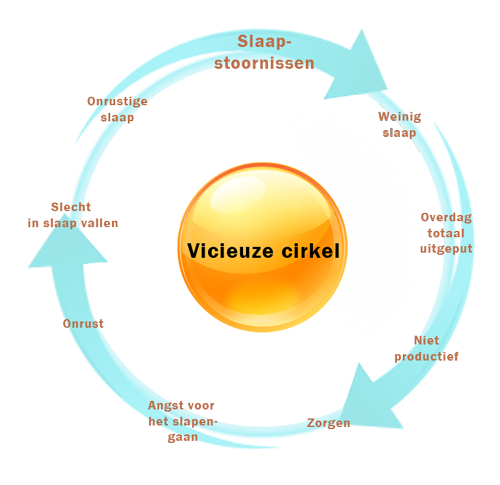 Slaap-
stoornissen
Weinig
slaap
Overdag
totaal
uitgeput
Niet
productief
Zorgen
Angst voor
het slapen-
gaan
Onrust
Slecht
in slaap vallen
Onrustige
slaap
Vicieuze cirkel